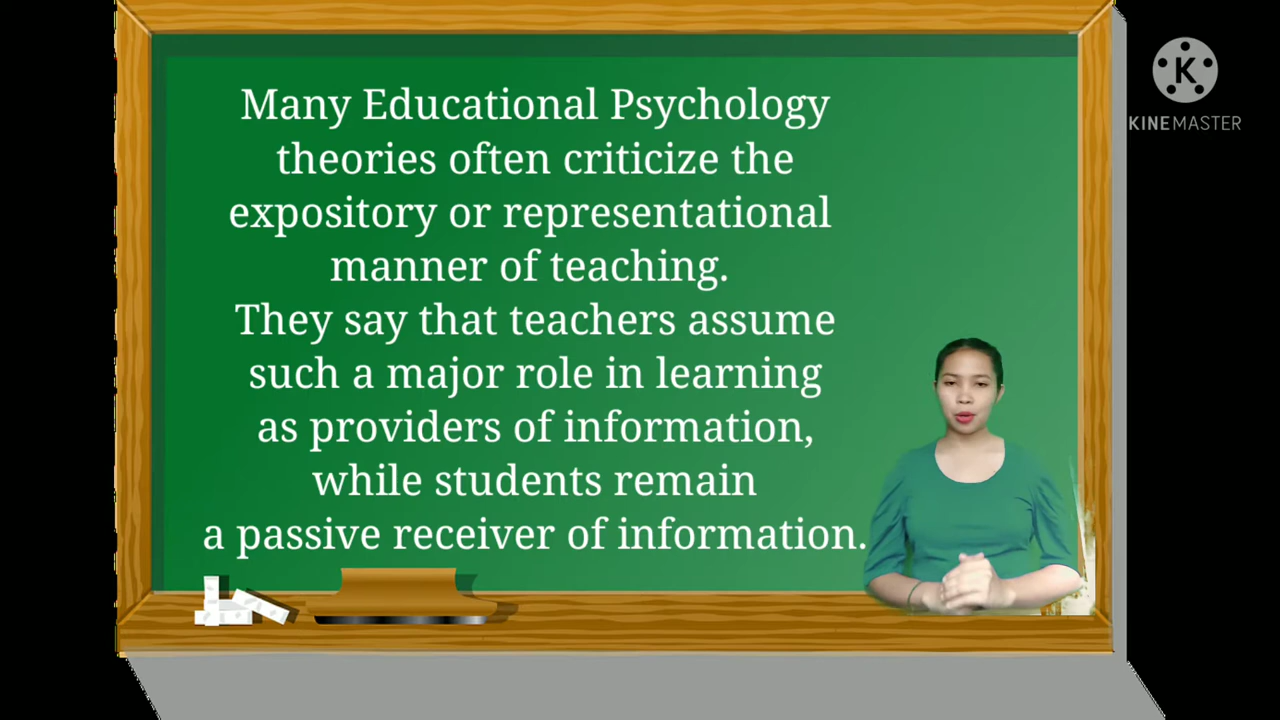 Many Educational Psychology
theories often criticize the
expository or representational
manner of teaching.
They say that teachers assume
such a major role in learning
as providers of information,
while students remain
a passive receiver of information.
K
KINEMASTER